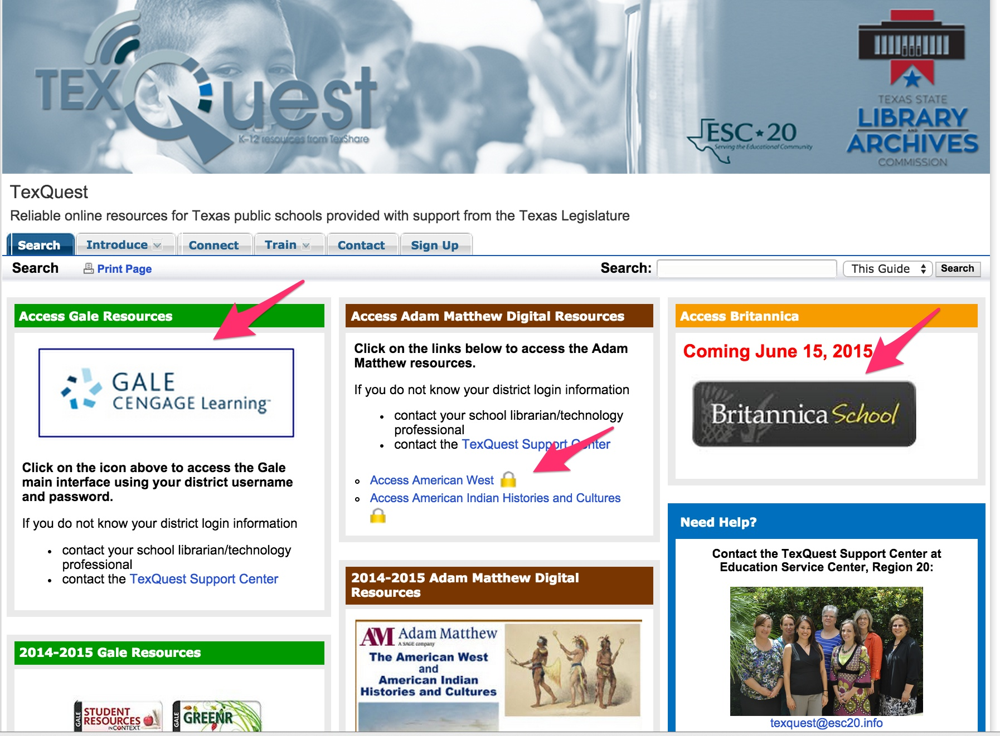 TEXQuest
K-12 resources from TexShare
ESC★20
Serving the Educational Community
TEXAS STATE
LIBRARY
AND
ARCHIVES
COMMISSION
TexQuest
Reliable online resources for Texas public schools provided with support from the Texas Legislature
Search Introduce Connect Train Contact Sign Up
Search Print Page Search: This Guide Search
Access Gale Resources
GALE
CENGAGE Learning™
Click on the icon above to access the Gale
main interface using your district username
and password.
If you do not know your district login information
• contact your school librarian/technology
professional
• contact the TexQuest Support Center
2014-2015 Gale Resources
GALE
STUDENT
RESOURCES
IN CONTEXT
GALE
GREENR
Access Adam Matthew Digital Resources
Click on the links below to access the Adam
Matthew resources.
If you do not know your district login information
• contact your school librarian/technology
professional
• contact the TexQuest Support Center
Access American West
Access American Indian Histories and Cultures
2014-2015 Adam Matthew Digital
Resources
AM Adam Matthew
A SAGE company
The American West
and
American Indian
Histories and Cultures
Access Britannica
Coming June 15, 2015
Britannica School
Need Help?
Contact the TexQuest Support Center at
Education Service Center, Region 20:
texquest@esc20.info